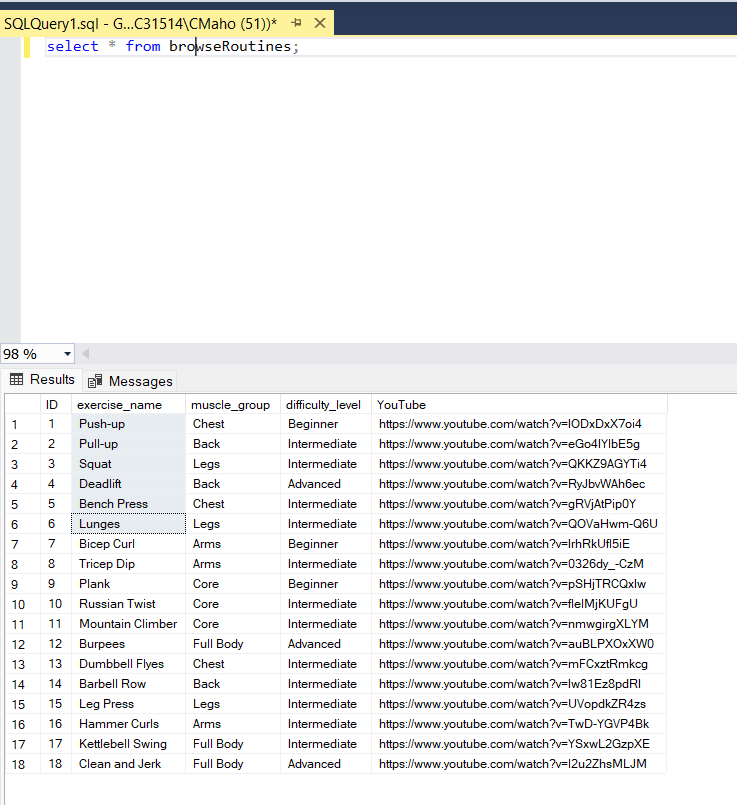 SQLQuery1.sql - G...C31514\CMaho (51))*
select * from browseRoutines;
98 %
Results Messages
ID exercise_name muscle_group difficulty_level YouTube
1 1 Push-up Chest Beginner https://www.youtube.com/watch?v=IODxDxX7oi4
2 2 Pull-up Back Intermediate https://www.youtube.com/watch?v=eGo4IYlbE5g
3 3 Squat Legs Intermediate https://www.youtube.com/watch?v=QKKZ9AGYTi4
4 4 Deadlift Back Advanced https://www.youtube.com/watch?v=RyJbvWAh6ec
5 5 Bench Press Chest Intermediate https://www.youtube.com/watch?v=gRVjAtPip0Y
6 6 Lunges Legs Intermediate https://www.youtube.com/watch?v=QOVaHwm-Q6U
7 7 Bicep Curl Arms Beginner https://www.youtube.com/watch?v=lrhRkUfl5iE
8 8 Tricep Dip Arms Intermediate https://www.youtube.com/watch?v=0326dy_-CzM
9 9 Plank Core Beginner https://www.youtube.com/watch?v=pSHjTRCQxIw
10 10 Russian Twist Core Intermediate https://www.youtube.com/watch?v=fIeIMjKUFgU
11 11 Mountain Climber Core Intermediate https://www.youtube.com/watch?v=nmwgirgXLYM
12 12 Burpees Full Body Advanced https://www.youtube.com/watch?v=auBLPXOxXW0
13 13 Dumbbell Flyes Chest Intermediate https://www.youtube.com/watch?v=mFCxztRmkcg
14 14 Barbell Row Back Intermediate https://www.youtube.com/watch?v=lw81Ez8pdRI
15 15 Leg Press Legs Intermediate https://www.youtube.com/watch?v=UVopdkZR4zs
16 16 Hammer Curls Arms Intermediate https://www.youtube.com/watch?v=TwD-YGVP4Bk
17 17 Kettlebell Swing Full Body Intermediate https://www.youtube.com/watch?v=YSxwL2GzpXE
18 18 Clean and Jerk Full Body Advanced https://www.youtube.com/watch?v=I2u2ZhsMLJM